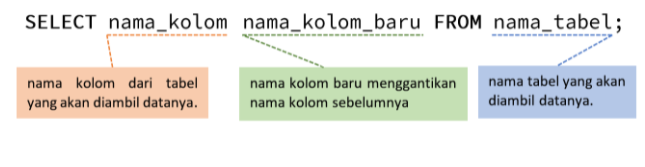 SELECT nama_kolom nama_kolom_baru FROM nama_tabel;
nama kolom dari tabel
yang akan diambil datanya.
nama kolom baru menggantikan
nama kolom sebelumnya
nama tabel yang akan
diambil datanya.